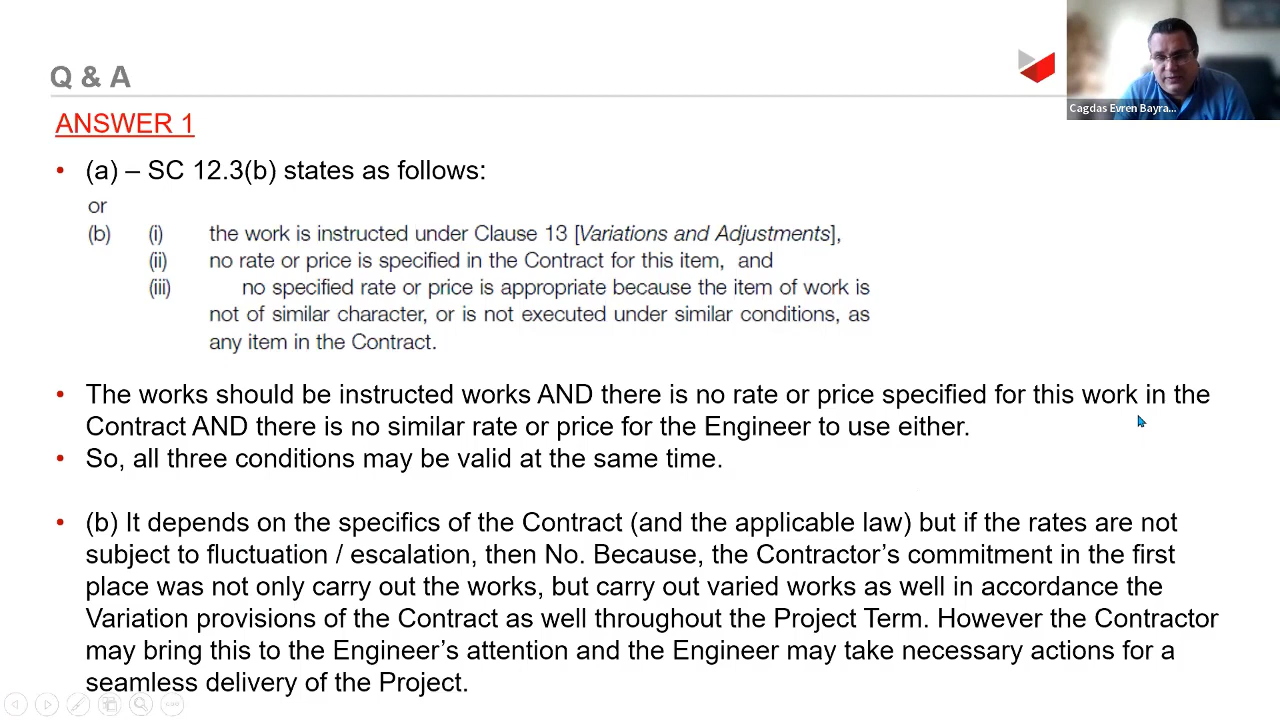 Q & A
Cagdas Evren Bayra...
ANSWER 1
• (a) – SC 12.3(b) states as follows:
or
(b) (i) the work is instructed under Clause 13 [Variations and Adjustments],
(ii) no rate or price is specified in the Contract for this item, and
(iii) no specified rate or price is appropriate because the item of work is
not of similar character, or is not executed under similar conditions, as
any item in the Contract.
• The works should be instructed works AND there is no rate or price specified for this work in the
Contract AND there is no similar rate or price for the Engineer to use either.
• So, all three conditions may be valid at the same time.
• (b) It depends on the specifics of the Contract (and the applicable law) but if the rates are not
subject to fluctuation / escalation, then No. Because, the Contractor's commitment in the first
place was not only carry out the works, but carry out varied works as well in accordance the
Variation provisions of the Contract as well throughout the Project Term. However the Contractor
may bring this to the Engineer's attention and the Engineer may take necessary actions for a
seamless delivery of the Project.